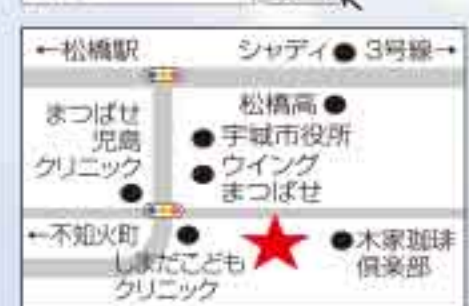 ←松橋駅 シャディ● 3号線→
松橋高●
まつばせ
児島
クリニック
●
●宇城市役所
●ウイング
まつばせ
←不知火町
●
しまだこども
クリニック
●木家珈琲
倶楽部